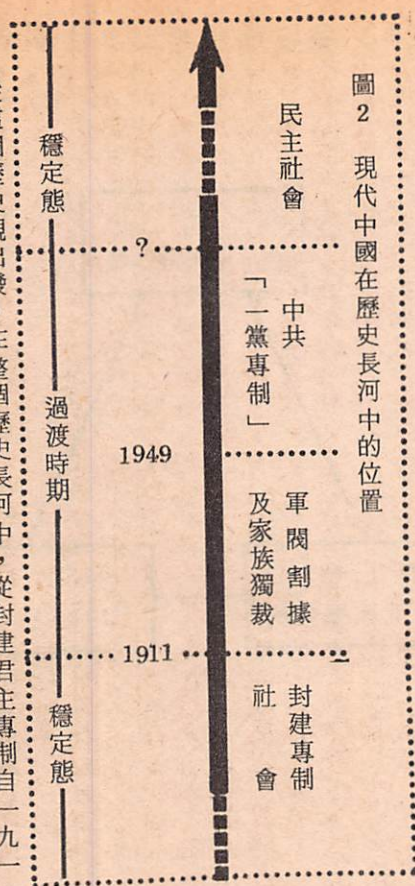 圖2　現代中國在歷史長河中的位置
民主社會
中共
「一黨專制」
軍閥割據
及家族獨裁
封建專制
社會
?
1949
1911
穩定態
過渡時期
穩定態
在整個歷史長河中，從封建君主專制自一九一